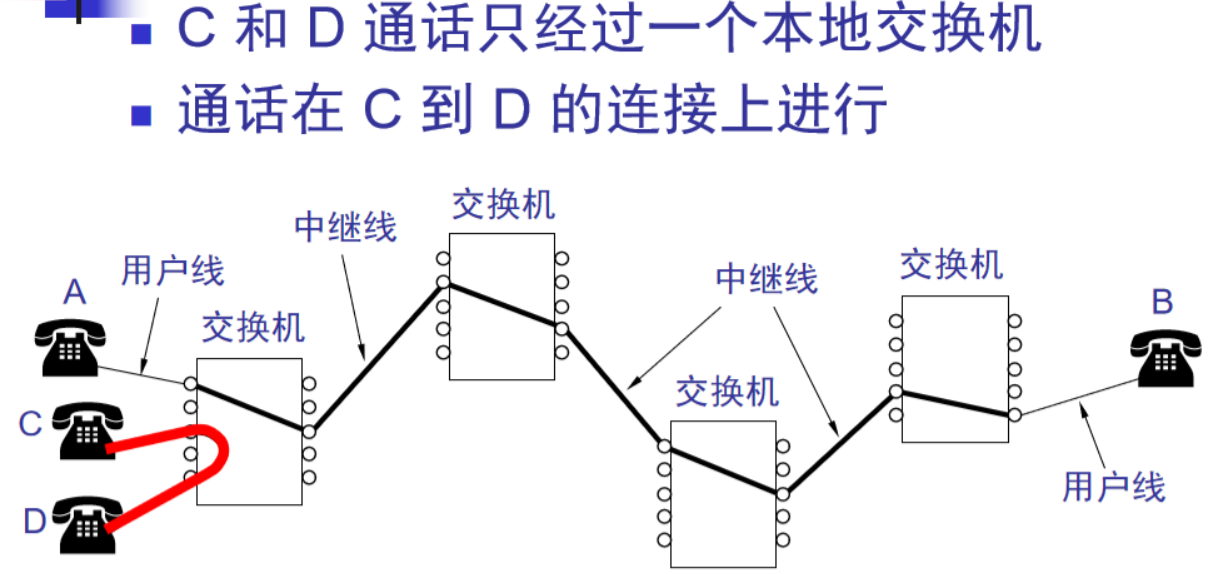 C 和 D 通话只经过一个本地交换机
通话在 C 到 D 的连接上进行
交换机
中继线
用户线
A
交换机
中继线
交换机
B
交换机
C
D
用户线